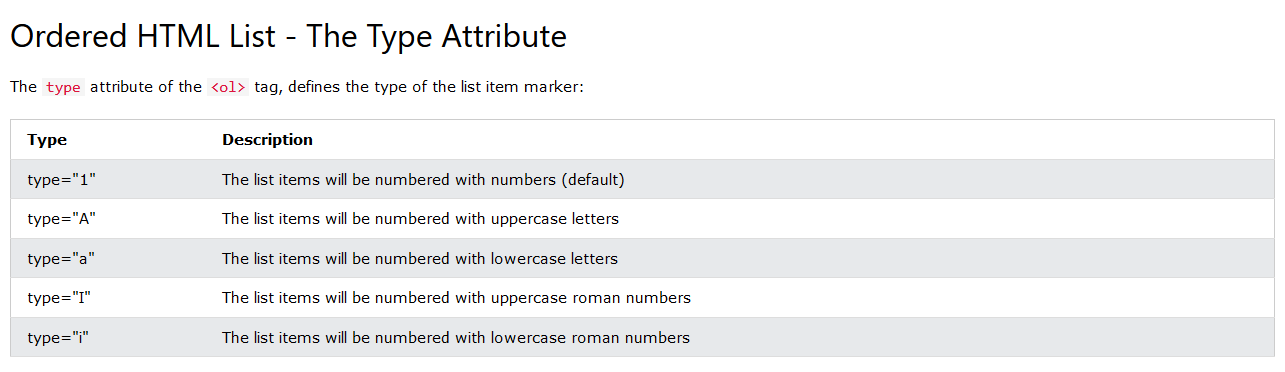 Ordered HTML List - The Type Attribute
The type attribute of the <ol> tag, defines the type of the list item marker:
Type Description
type="1" The list items will be numbered with numbers (default)
type="A" The list items will be numbered with uppercase letters
type="a" The list items will be numbered with lowercase letters
type="I" The list items will be numbered with uppercase roman numbers
type="i" The list items will be numbered with lowercase roman numbers